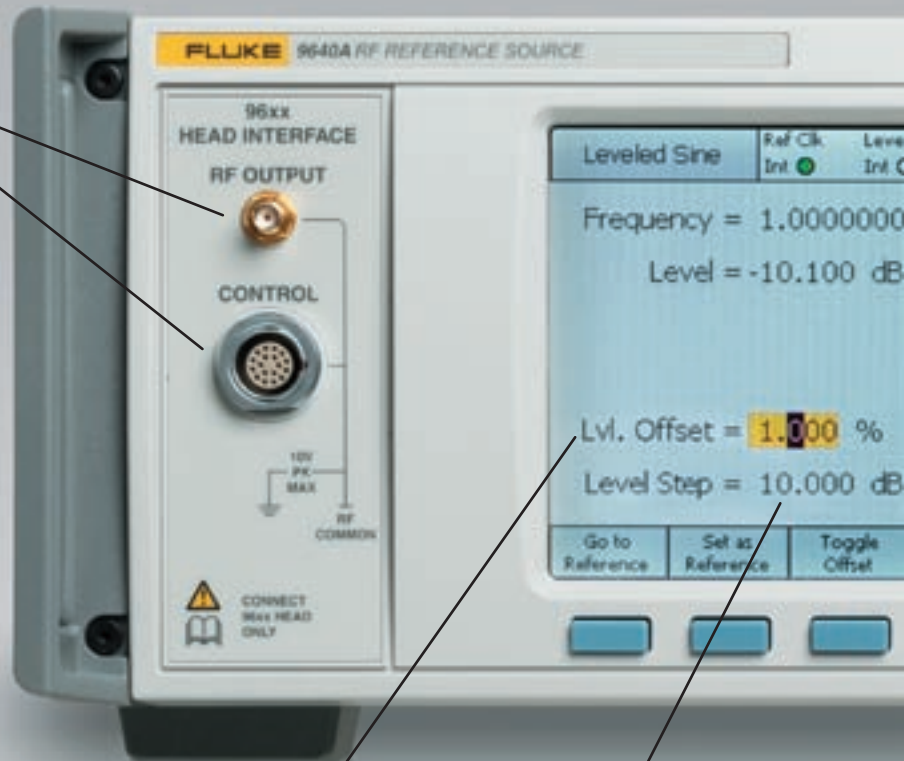 FLUKE 9640A RF REFERENCE SOURCE
96xx
HEAD INTERFACE
RF OUTPUT
CONTROL
10V
PK
MAX
RF
COMMON
CONNECT
96xx HEAD
ONLY
Leveled Sine
Ref Clk
Int
Leve
Int
Frequency = 1.0000000
Level = -10.100 dB
Lvl. Offset = 1.000 %
Level Step = 10.000 dB
Go to
Reference
Set as
Reference
Toggle
Offset